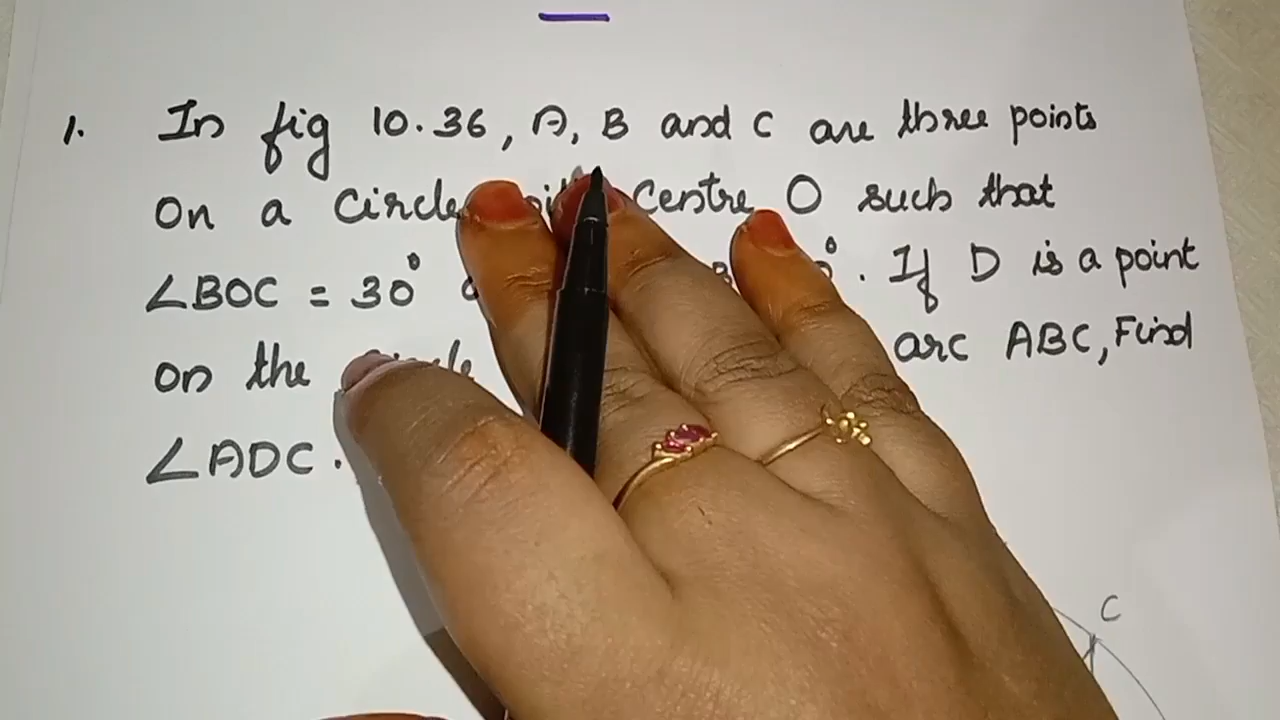 1. In fig 10.36, A, B and C are three points
on a circle centre O such that
∠BOC = 30° . If D is a point
on the circle arc ABC, Find
∠ADC.
C